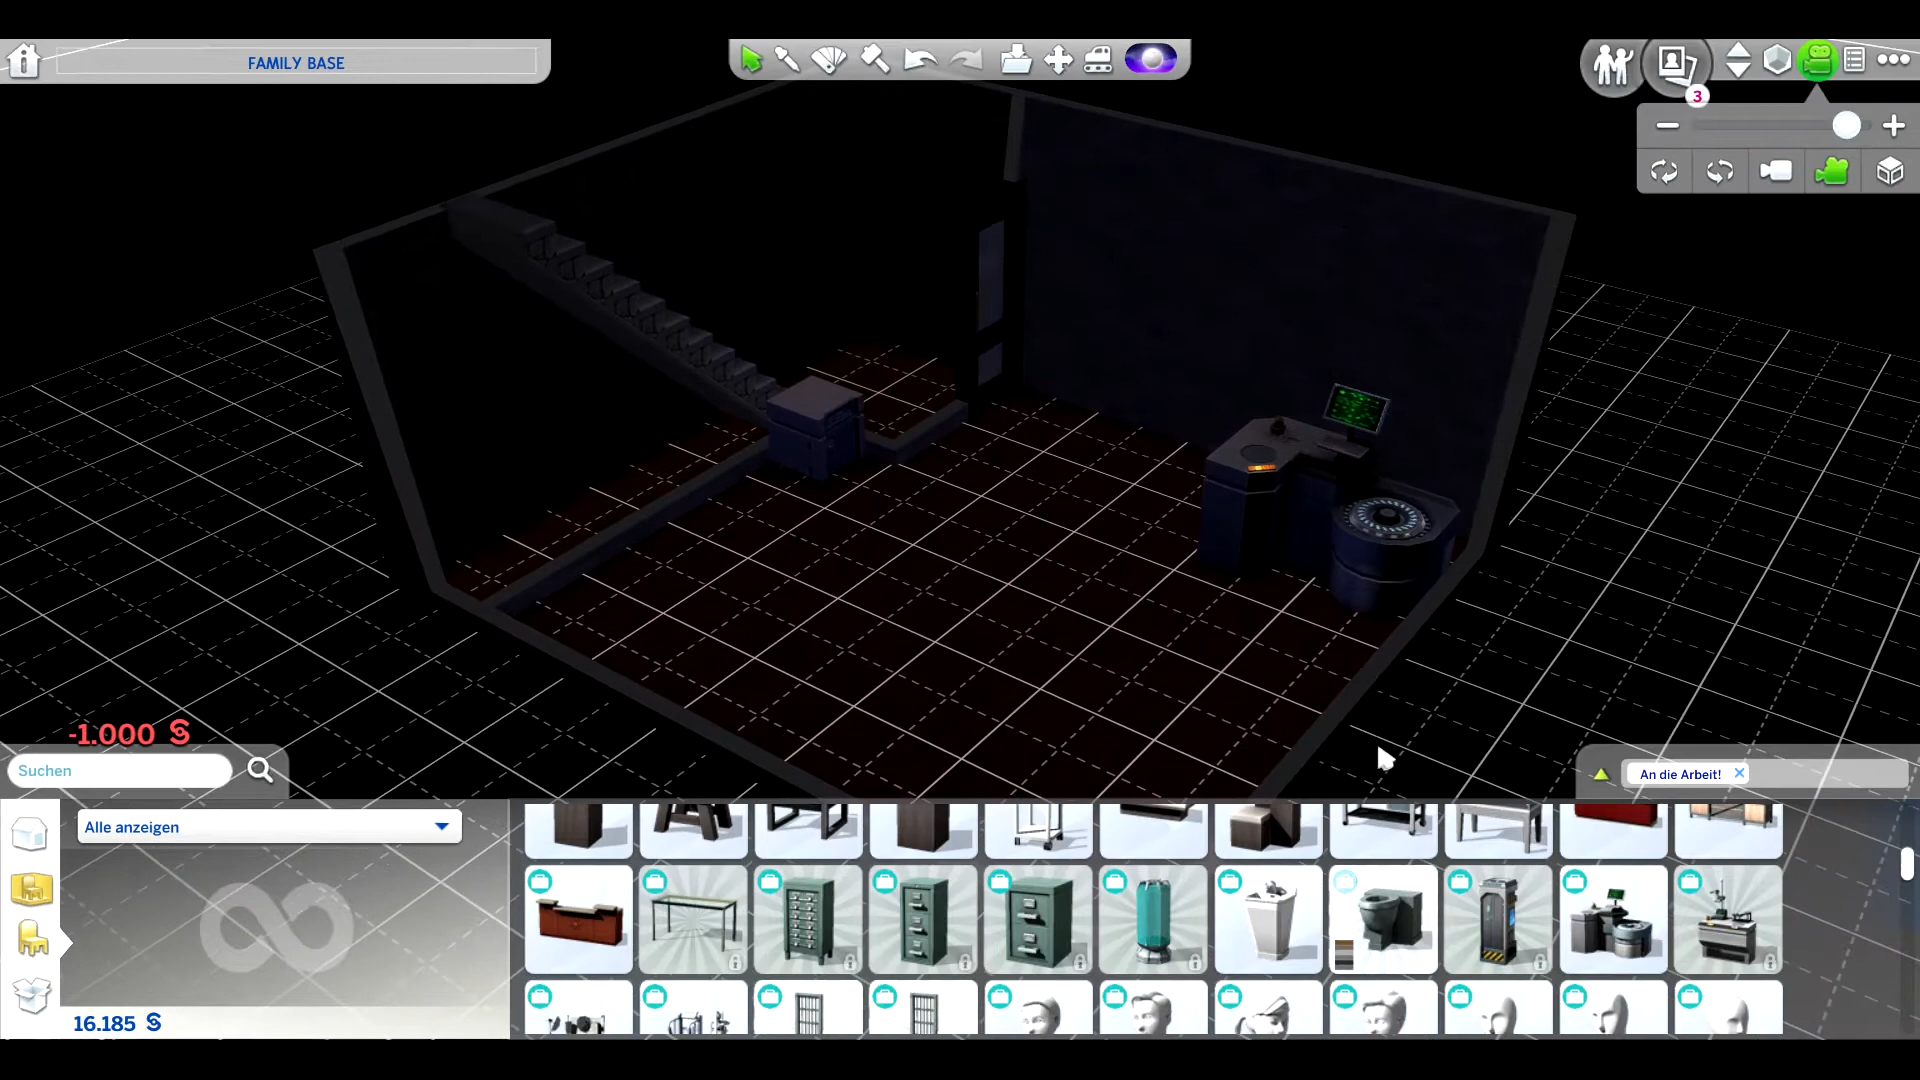 FAMILY BASE
3
-1.000 §
Suchen
An die Arbeit!
Alle anzeigen
16.185 §